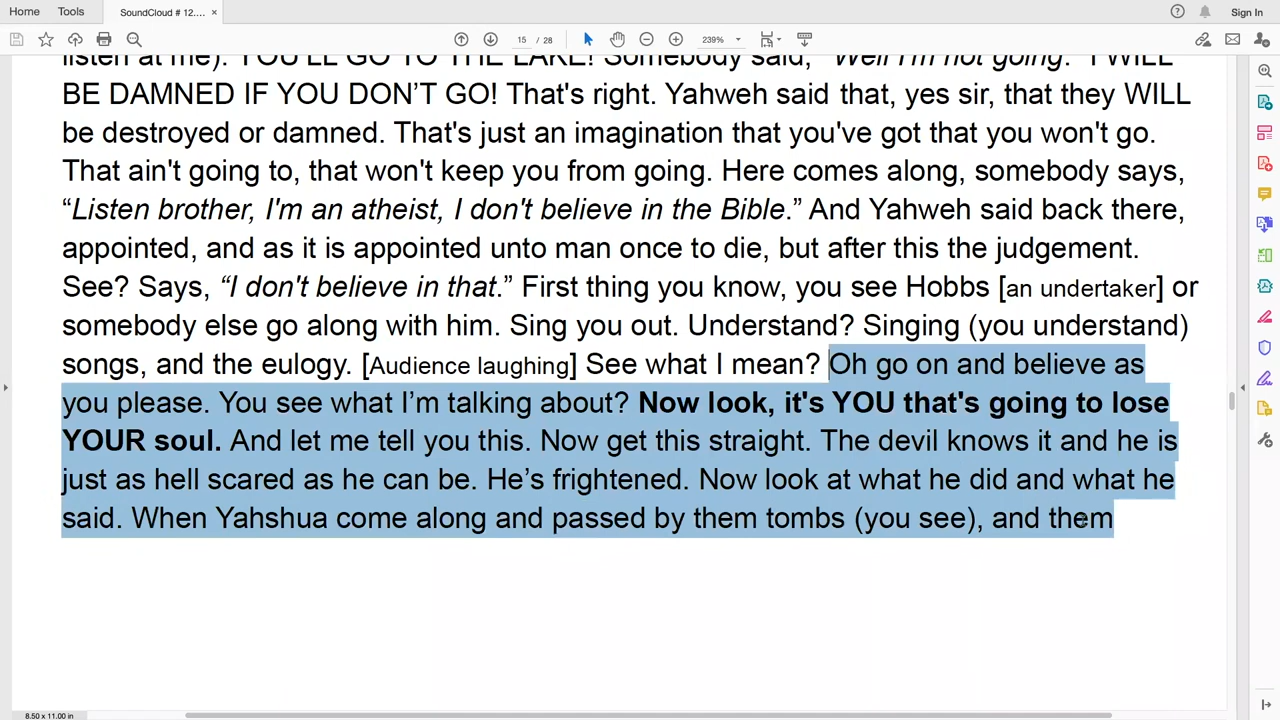 Home Tools SoundCloud # 12.... × Sign In
15 / 28 239%
listen at me). YOU'LL GO TO THE LAKE! Somebody said, "Well I'm not going." "I WILL
BE DAMNED IF YOU DON’T GO! That's right. Yahweh said that, yes sir, that they WILL
be destroyed or damned. That's just an imagination that you've got that you won't go.
That ain't going to, that won't keep you from going. Here comes along, somebody says,
“Listen brother, I'm an atheist, I don't believe in the Bible.” And Yahweh said back there,
appointed, and as it is appointed unto man once to die, but after this the judgement.
See? Says, “I don't believe in that.” First thing you know, you see Hobbs [an undertaker] or
somebody else go along with him. Sing you out. Understand? Singing (you understand)
songs, and the eulogy. [Audience laughing] See what I mean? Oh go on and believe as
you please. You see what I’m talking about? Now look, it's YOU that's going to lose
YOUR soul. And let me tell you this. Now get this straight. The devil knows it and he is
just as hell scared as he can be. He’s frightened. Now look at what he did and what he
said. When Yahshua come along and passed by them tombs (you see), and them
8.50 x 11.00 in